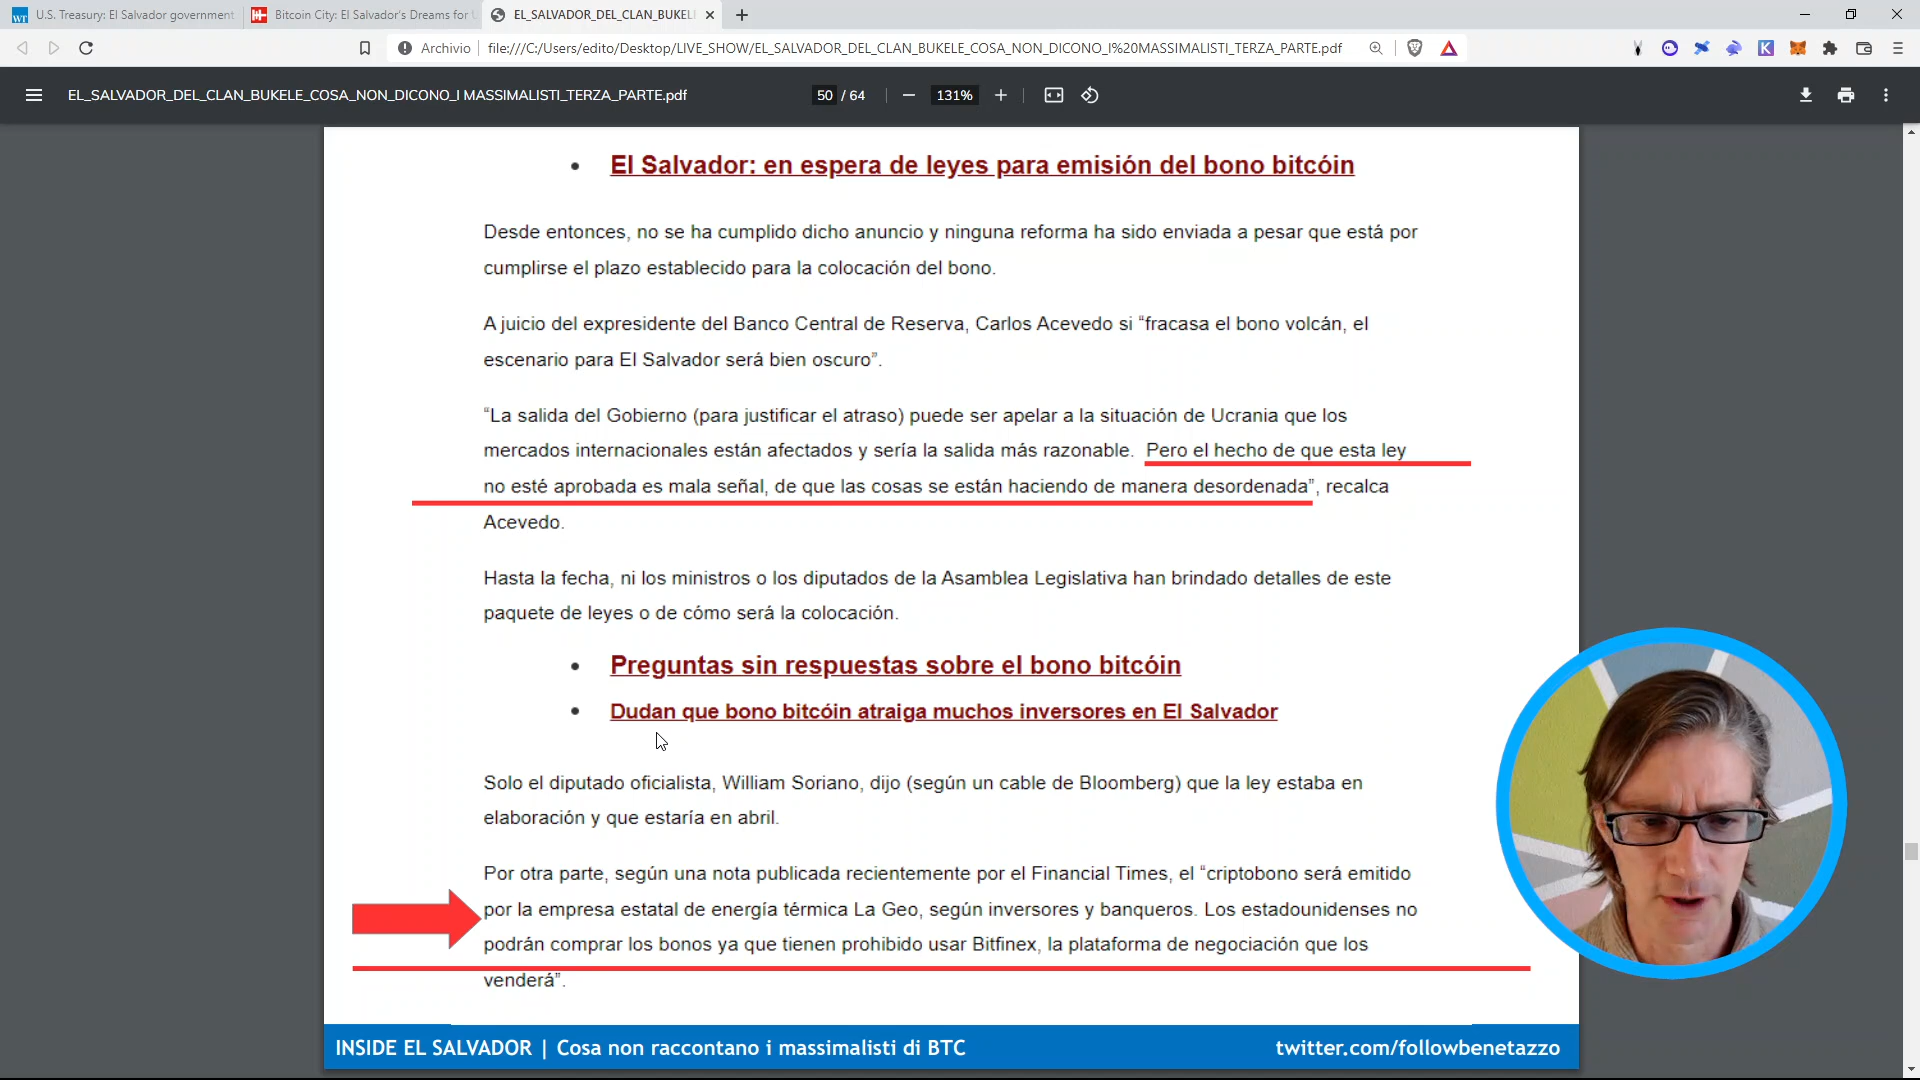 U.S. Treasury: El Salvador government
Bitcoin City: El Salvador's Dreams for
EL_SALVADOR_DEL_CLAN_BUKELE
Archivio
file:///C:/Users/edito/Desktop/LIVE_SHOW/EL_SALVADOR_DEL_CLAN_BUKELE_COSA_NON_DICONO_I%20MASSIMALISTI_TERZA_PARTE.pdf
EL_SALVADOR_DEL_CLAN_BUKELE_COSA_NON_DICONO_I MASSIMALISTI_TERZA_PARTE.pdf
50 / 64
131%
• El Salvador: en espera de leyes para emisión del bono bitcóin
Desde entonces, no se ha cumplido dicho anuncio y ninguna reforma ha sido enviada a pesar que está por
cumplirse el plazo establecido para la colocación del bono.
A juicio del expresidente del Banco Central de Reserva, Carlos Acevedo si “fracasa el bono volcán, el
escenario para El Salvador será bien oscuro”.
“La salida del Gobierno (para justificar el atraso) puede ser apelar a la situación de Ucrania que los
mercados internacionales están afectados y sería la salida más razonable. Pero el hecho de que esta ley
no esté aprobada es mala señal, de que las cosas se están haciendo de manera desordenada”, recalca
Acevedo.
Hasta la fecha, ni los ministros o los diputados de la Asamblea Legislativa han brindado detalles de este
paquete de leyes o de cómo será la colocación.
• Preguntas sin respuestas sobre el bono bitcóin
• Dudan que bono bitcóin atraiga muchos inversores en El Salvador
Solo el diputado oficialista, William Soriano, dijo (según un cable de Bloomberg) que la ley estaba en
elaboración y que estaría en abril.
Por otra parte, según una nota publicada recientemente por el Financial Times, el “criptobono será emitido
por la empresa estatal de energía térmica La Geo, según inversores y banqueros. Los estadounidenses no
podrán comprar los bonos ya que tienen prohibido usar Bitfinex, la plataforma de negociación que los
venderá”.
INSIDE EL SALVADOR | Cosa non raccontano i massimalisti di BTC
twitter.com/followbenetazzo